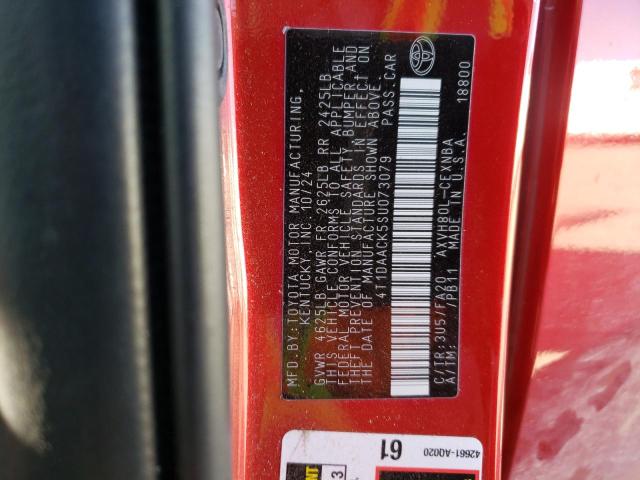 MFD.BY:TOYOTA MOTOR MANUFACTURING,
KENTUCKY, INC. 10/24
GVWR 4625LB GAWR FR 2625LB RR 2425LB
THIS VEHICLE CONFORMS TO ALL APPLICABLE
FEDERAL MOTOR VEHICLE SAFETY, BUMPER, AND
THEFT PREVENTION STANDARDS IN EFFECT ON
THE DATE OF MANUFACTURE SHOWN ABOVE.
4T1DAACK5SU073079 PASS.CAR
C/TR:3U5/FA20 AXVH80L-CEXNBA
A/TM: /PB11 MADE IN U.S.A. 18800
42661-AQ020
61
3